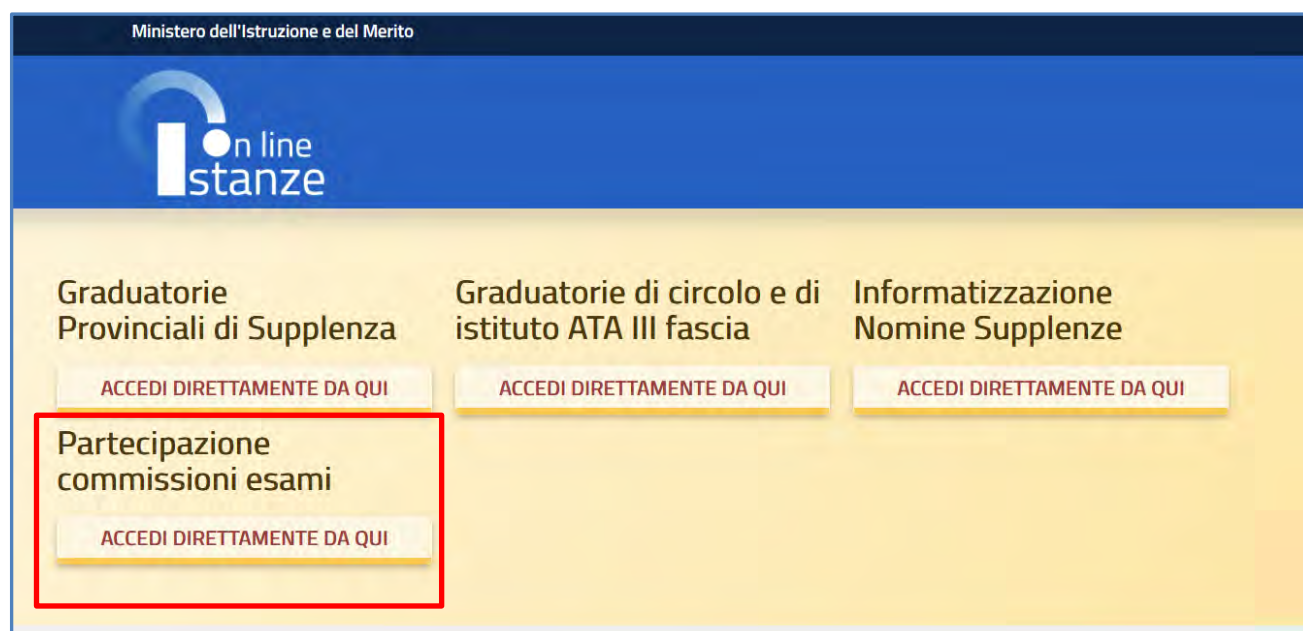 Ministero dell'Istruzione e del Merito
On line
Istanze
Graduatorie
Provinciali di Supplenza
ACCEDI DIRETTAMENTE DA QUI
Graduatorie di circolo e di
istituto ATA III fascia
ACCEDI DIRETTAMENTE DA QUI
Informatizzazione
Nomine Supplenze
ACCEDI DIRETTAMENTE DA QUI
Partecipazione
commissioni esami
ACCEDI DIRETTAMENTE DA QUI